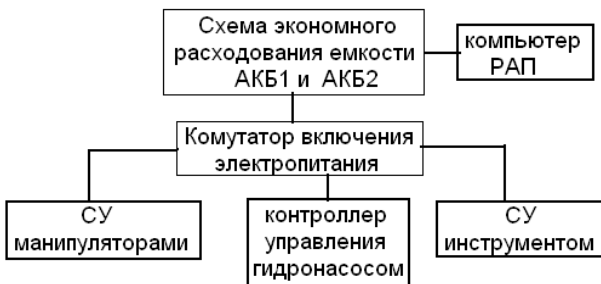 Схема экономного
расходования емкости
АКБ1 и АКБ2
компьютер
РАП
Комутатор включения
электропитания
СУ
манипуляторами
контроллер
управления
гидронасосом
СУ
инструментом